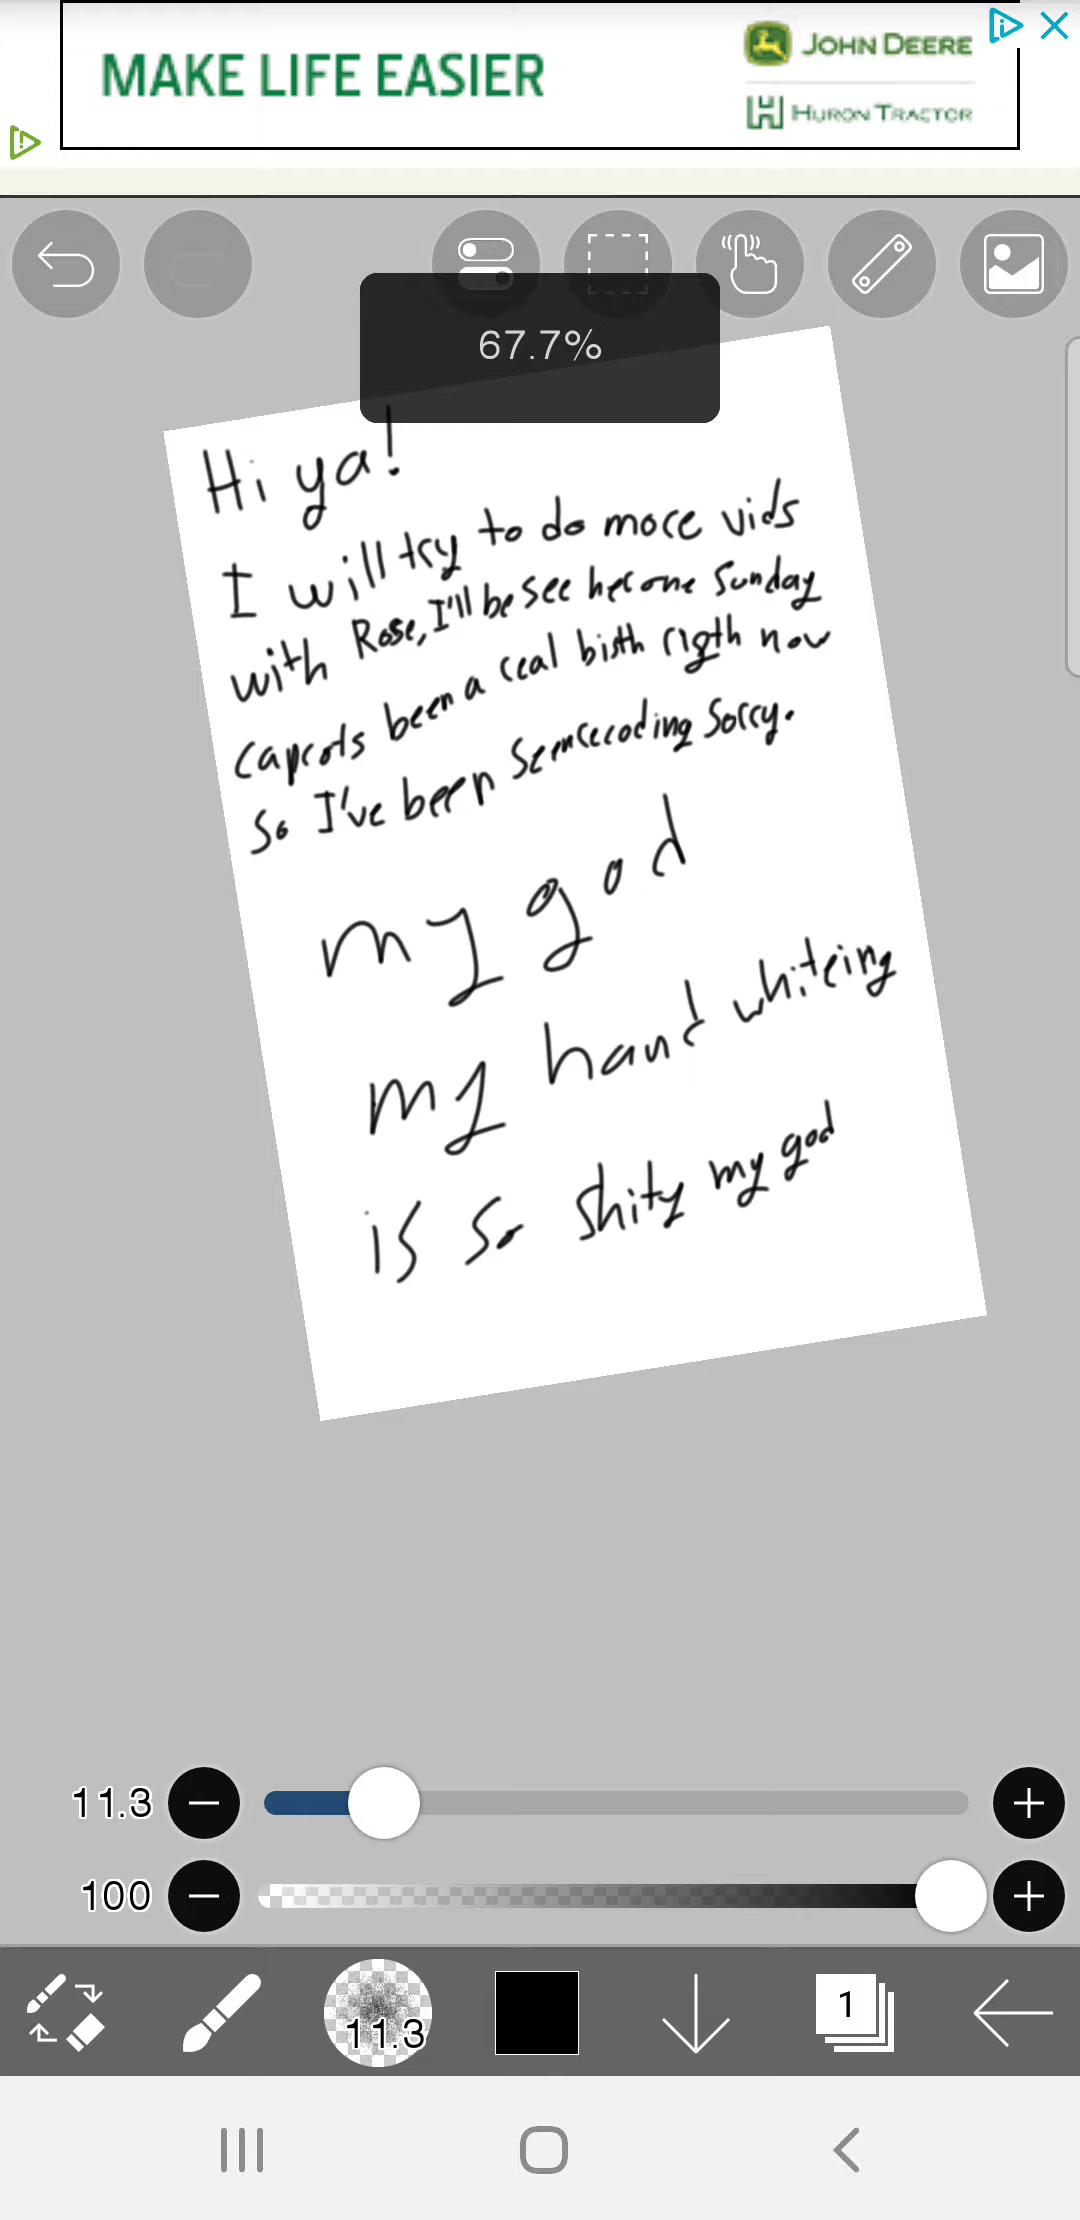 MAKE LIFE EASIER
JOHN DEERE
HURON TRACTOR
67.7%
Hi ya!
I will try to do more vids
with Rose, I'll be see her one Sunday
been a real bith rigth now
So I've been Sorry.
my god
my hand whiteing
is so shity my god
11.3
100
11.3
1